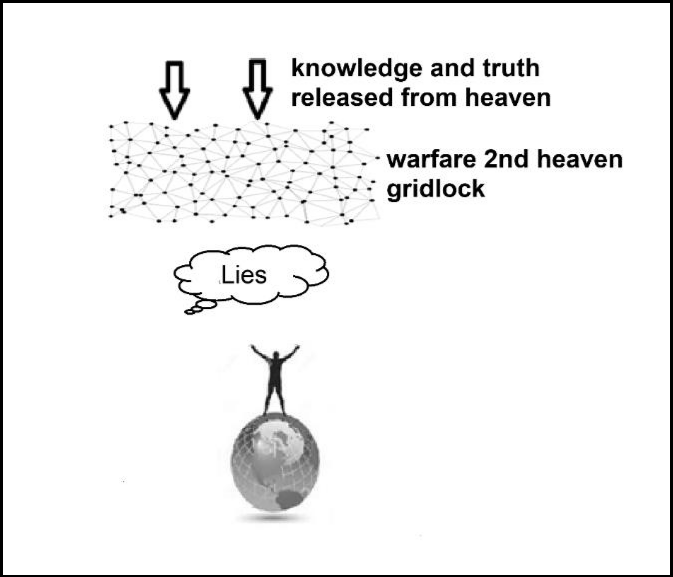 knowledge and truth
released from heaven
warfare 2nd heaven
gridlock
Lies